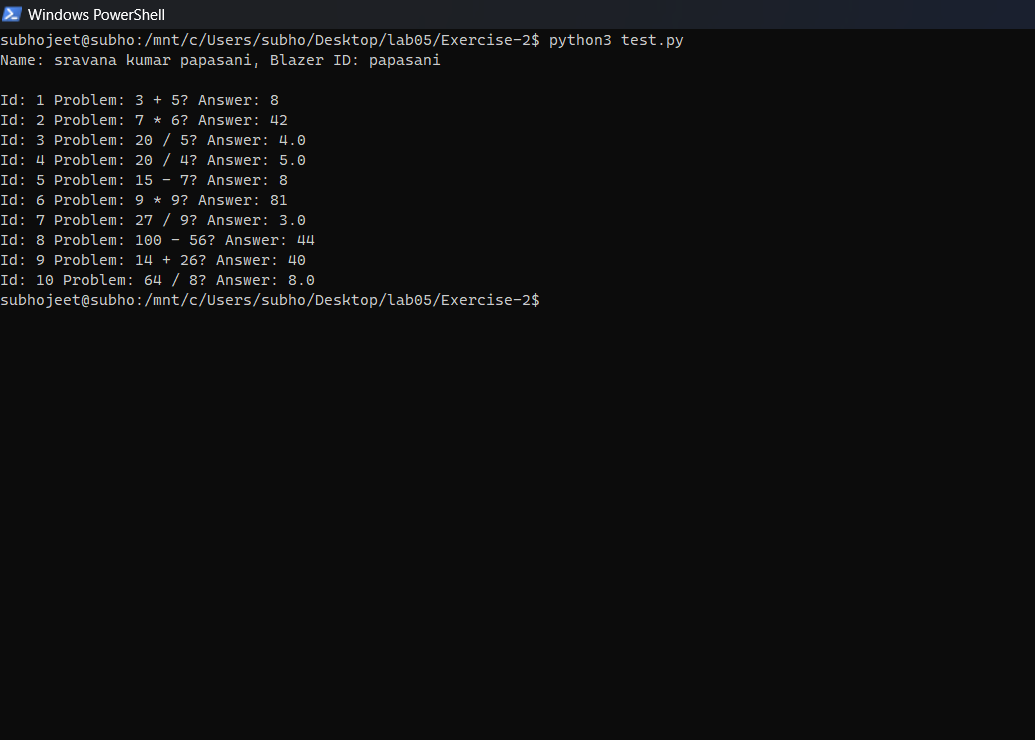 Windows PowerShell
subhojeet@subho:/mnt/c/Users/subho/Desktop/lab05/Exercise-2$ python3 test.py
Name: sravana kumar papasani, Blazer ID: papasani
Id: 1 Problem: 3 + 5? Answer: 8
Id: 2 Problem: 7 * 6? Answer: 42
Id: 3 Problem: 20 / 5? Answer: 4.0
Id: 4 Problem: 20 / 4? Answer: 5.0
Id: 5 Problem: 15 - 7? Answer: 8
Id: 6 Problem: 9 * 9? Answer: 81
Id: 7 Problem: 27 / 9? Answer: 3.0
Id: 8 Problem: 100 - 56? Answer: 44
Id: 9 Problem: 14 + 26? Answer: 40
Id: 10 Problem: 64 / 8? Answer: 8.0
subhojeet@subho:/mnt/c/Users/subho/Desktop/lab05/Exercise-2$